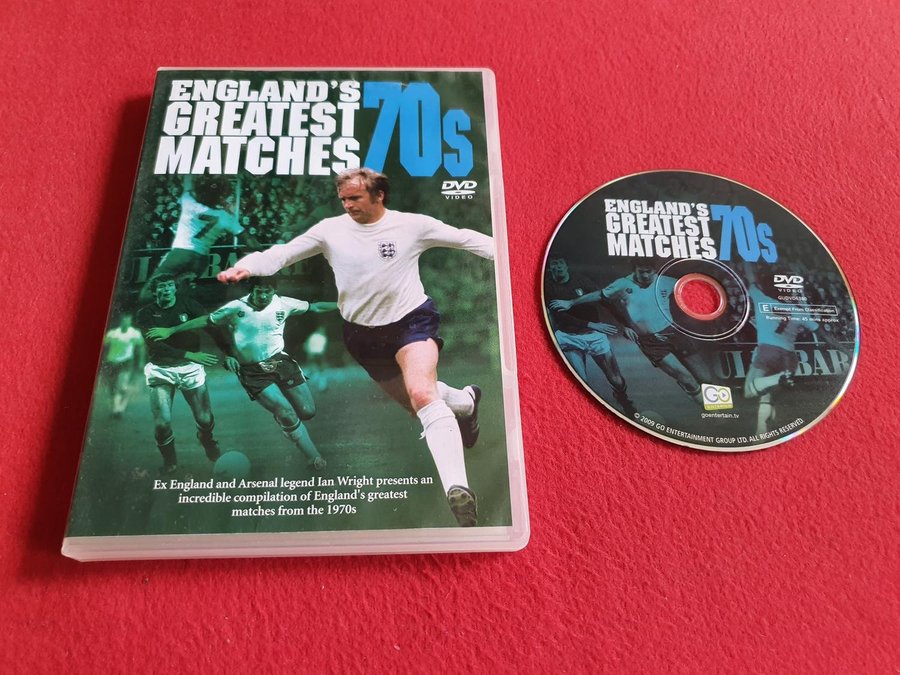 ENGLAND'S
GREATEST
MATCHES
70s
DVD
VIDEO
7
Ex England and Arsenal legend Ian Wright presents an
incredible compilation of England's greatest
matches from the 1970s
ENGLAND'S
GREATEST
MATCHES
70s
DVD
VIDEO
E Exempt From Classification
Running Time: 45 mins approx
BAR
GO
goentertain.tv
© 2009 GO ENTERTAINMENT GROUP LTD. ALL RIGHTS RESERVED